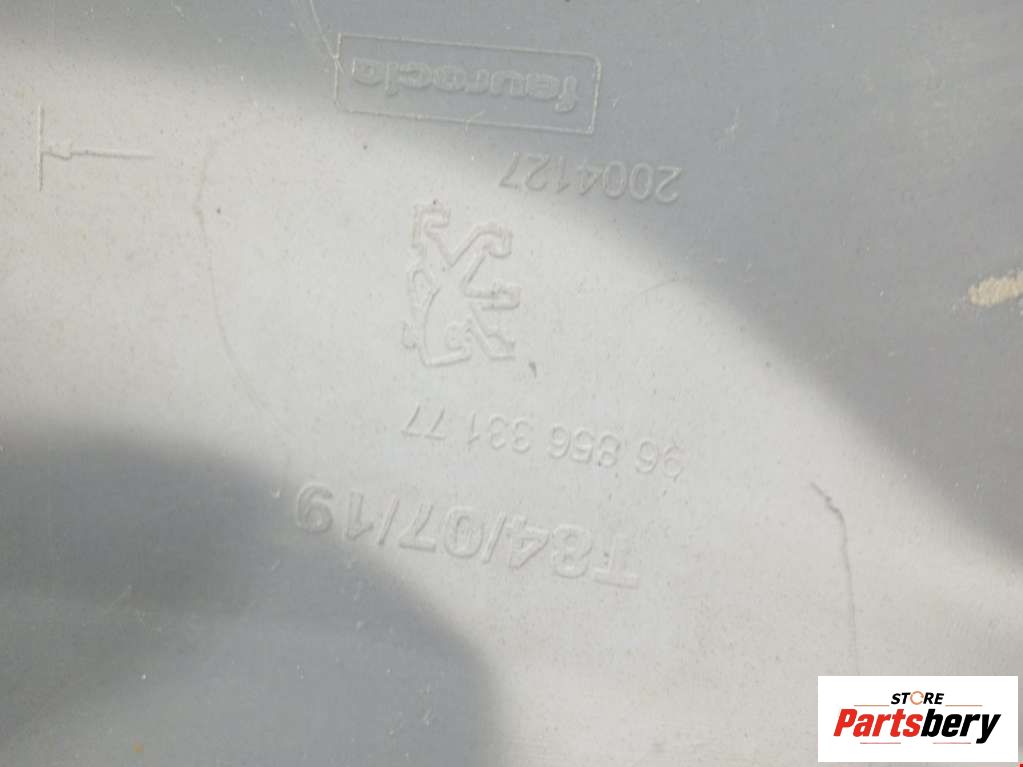 T84/07/19
96 856 331 77
2004127
faurecia
STORE
Partsbery